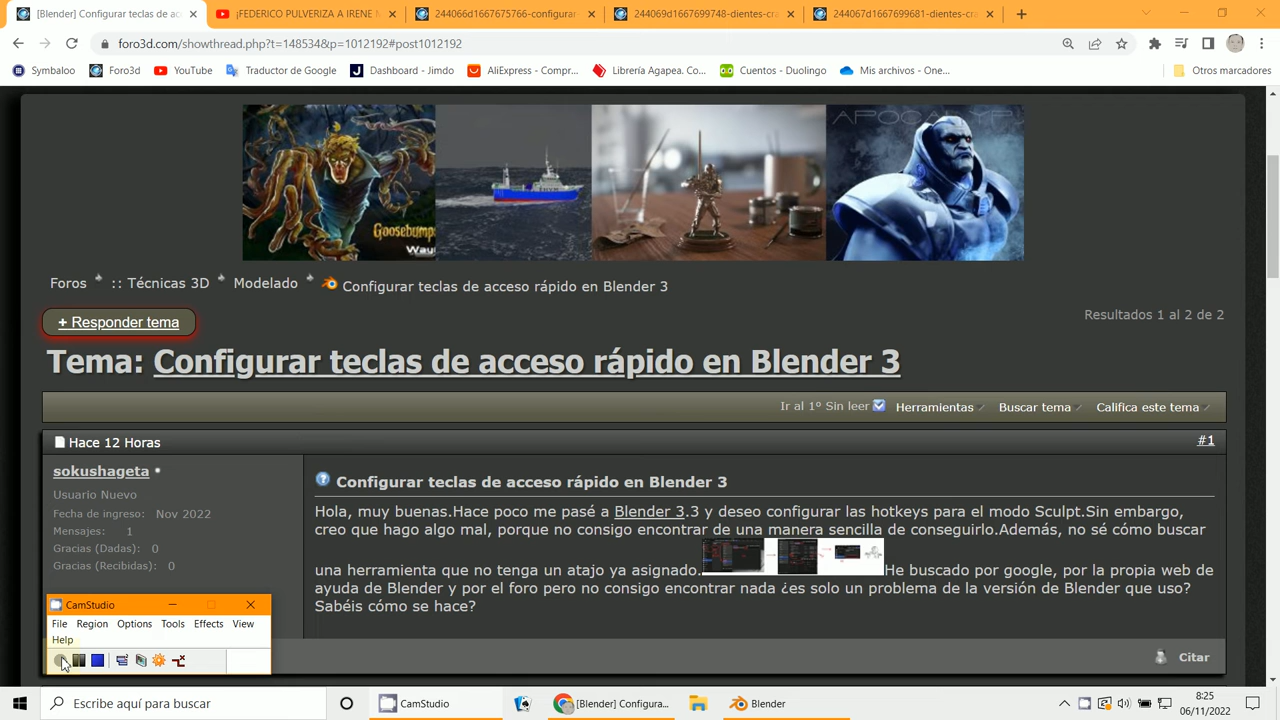 [Blender] Configurar teclas de acc
¡FEDERICO PULVERIZA A IRENE
244066d1667675766-configurar
244069d1667699748-dientes-cra
244067d1667699681-dientes-cra
foro3d.com/showthread.php?t=148534&p=1012192#post1012192
Symbaloo
Foro3d
YouTube
Traductor de Google
Dashboard - Jimdo
AliExpress - Compr...
Librería Agapea. Co...
Cuentos - Duolingo
Mis archivos - One...
Otros marcadores
Goosebumps
APOCALYP
Foros :: Técnicas 3D Modelado Configurar teclas de acceso rápido en Blender 3
+ Responder tema
Resultados 1 al 2 de 2
Tema: Configurar teclas de acceso rápido en Blender 3
Ir al 1º Sin leer Herramientas Buscar tema Califica este tema
Hace 12 Horas
#1
sokushageta
Usuario Nuevo
Fecha de ingreso: Nov 2022
Mensajes: 1
Gracias (Dadas): 0
Gracias (Recibidas): 0
Configurar teclas de acceso rápido en Blender 3
Hola, muy buenas.Hace poco me pasé a Blender 3.3 y deseo configurar las hotkeys para el modo Sculpt.Sin embargo,
creo que hago algo mal, porque no consigo encontrar de una manera sencilla de conseguirlo.Además, no sé cómo buscar
una herramienta que no tenga un atajo ya asignado. He buscado por google, por la propia web de
ayuda de Blender y por el foro pero no consigo encontrar nada ¿es solo un problema de la versión de Blender que uso?
Sabéis cómo se hace?
Citar
CamStudio
File Region Options Tools Effects View
Help
Escribe aquí para buscar
CamStudio
[Blender] Configura...
Blender
8:25
06/11/2022